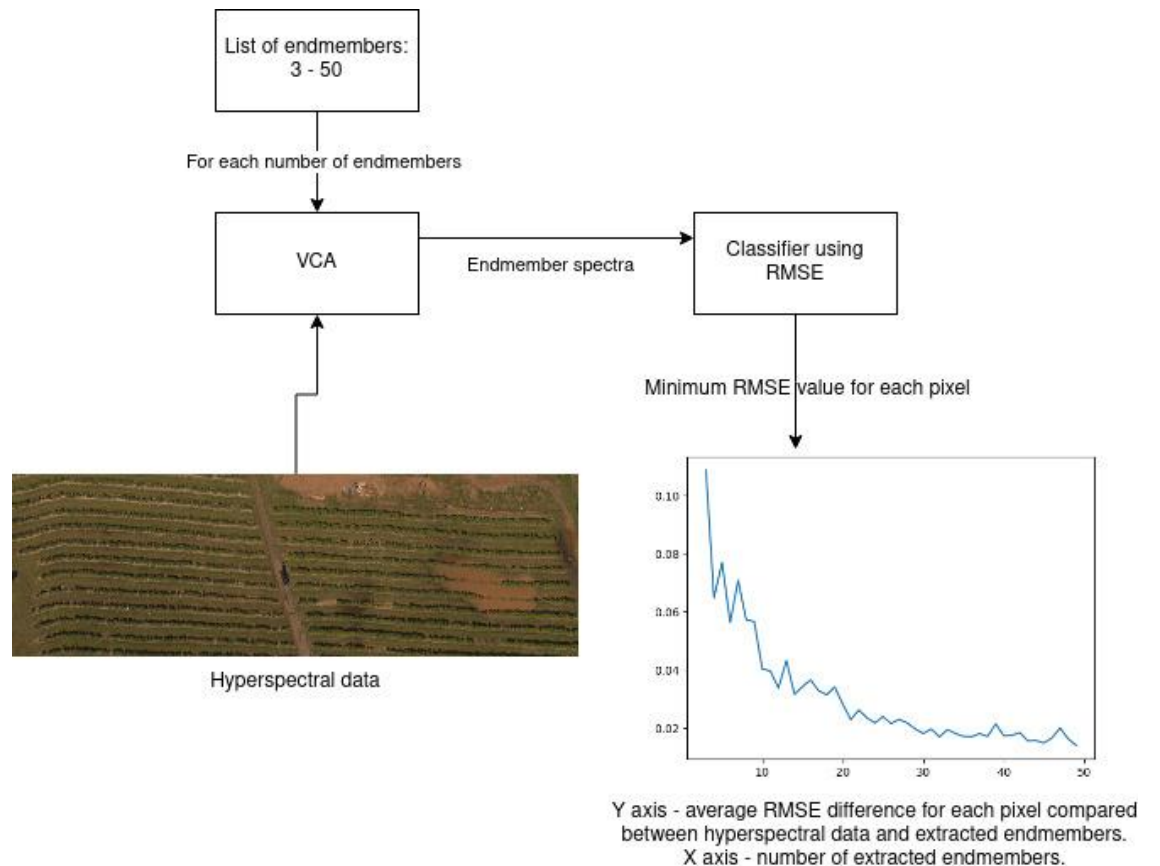 List of endmembers:
3 - 50
For each number of endmembers
VCA
Endmember spectra
Classifier using
RMSE
Minimum RMSE value for each pixel
Hyperspectral data
0.10
0.08
0.06
0.04
0.02
10 20 30 40 50
Y axis - average RMSE difference for each pixel compared
between hyperspectral data and extracted endmembers.
X axis - number of extracted endmembers.